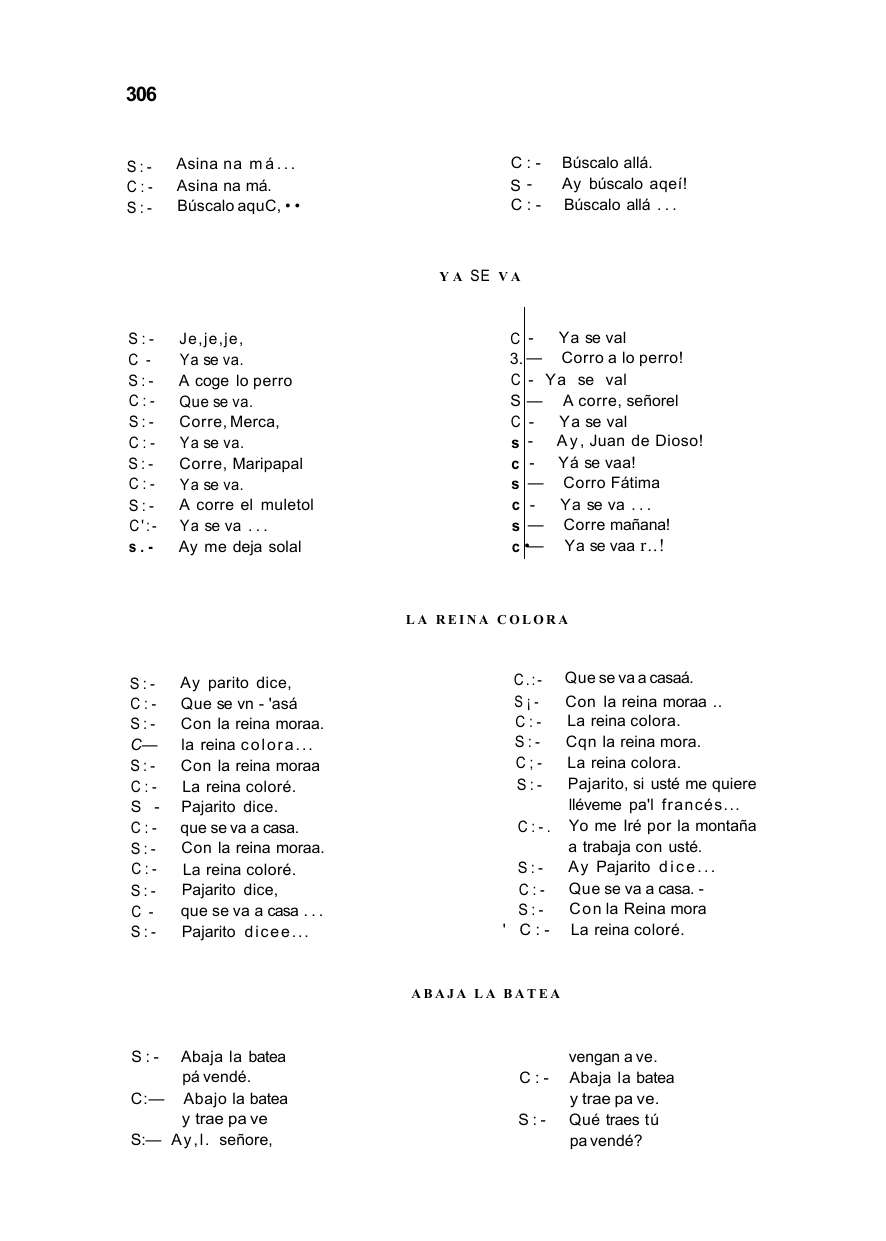 306
S:- Asina na má...
C:- Asina na má.
S:- Búscalo aquC, • •
C:- Búscalo allá.
S - Ay búscalo aqeí!
C:- Búscalo allá ...
YA SE VA
S:- Je,je,je,
C - Ya se va.
S:- A coge lo perro
C:- Que se va.
S:- Corre, Merca,
C:- Ya se va.
S:- Corre, Maripapal
C:- Ya se va.
S:- A corre el muletol
C':- Ya se va ...
s.- Ay me deja solal
C - Ya se val
3.— Corro a lo perro!
C - Ya se val
S — A corre, señorel
C - Ya se val
s - Ay, Juan de Dioso!
c - Yá se vaa!
s — Corro Fátima
c - Ya se va ...
s — Corre mañana!
c •— Ya se vaa r..!
LA REINA COLORA
S:- Ay parito dice,
C:- Que se vn - 'asá
S:- Con la reina moraa.
C— la reina colora...
S:- Con la reina moraa
C:- La reina coloré.
S - Pajarito dice.
C:- que se va a casa.
S:- Con la reina moraa.
C:- La reina coloré.
S:- Pajarito dice,
C - que se va a casa ...
S:- Pajarito dicee...
C.:- Que se va a casaá.
S¡- Con la reina moraa ..
C:- La reina colora.
S:- Cqn la reina mora.
C;- La reina colora.
S:- Pajarito, si usté me quiere
lléveme pa'l francés...
C:-. Yo me lré por la montaña
a trabaja con usté.
S:- Ay Pajarito dice...
C:- Que se va a casa. -
S:- Con la Reina mora
' C:- La reina coloré.
ABAJA LA BATEA
S:- Abaja la batea
pá vendé.
C:— Abajo la batea
y trae pa ve
S:— Ay,l. señore,
vengan a ve.
C:- Abaja la batea
y trae pa ve.
S:- Qué traes tú
pa vendé?